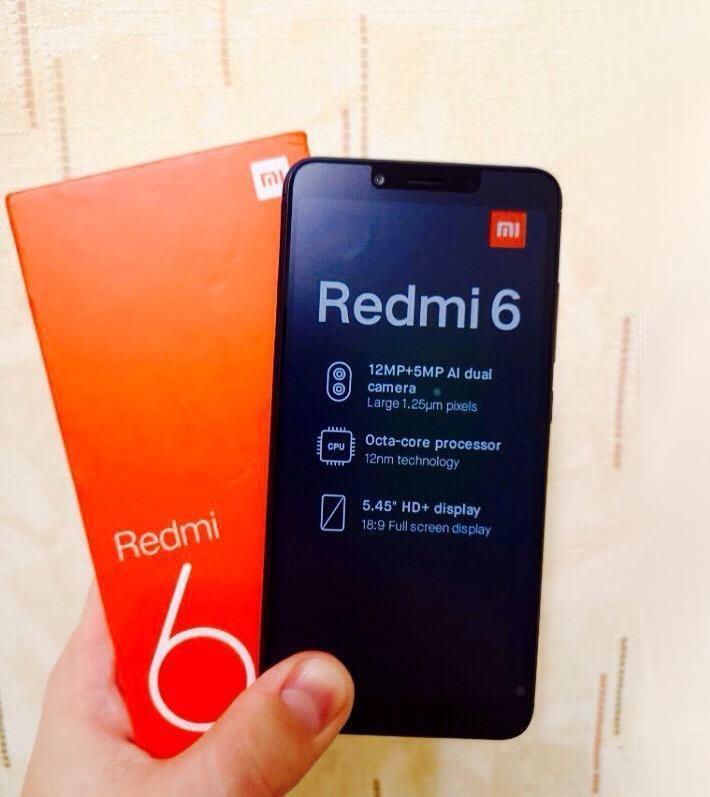 mi
Redmi
6
mi
Redmi 6
12MP+5MP AI dual
camera
Large 1.25μm pixels
CPU
Octa-core processor
12nm technology
5.45" HD+ display
18:9 Full screen display